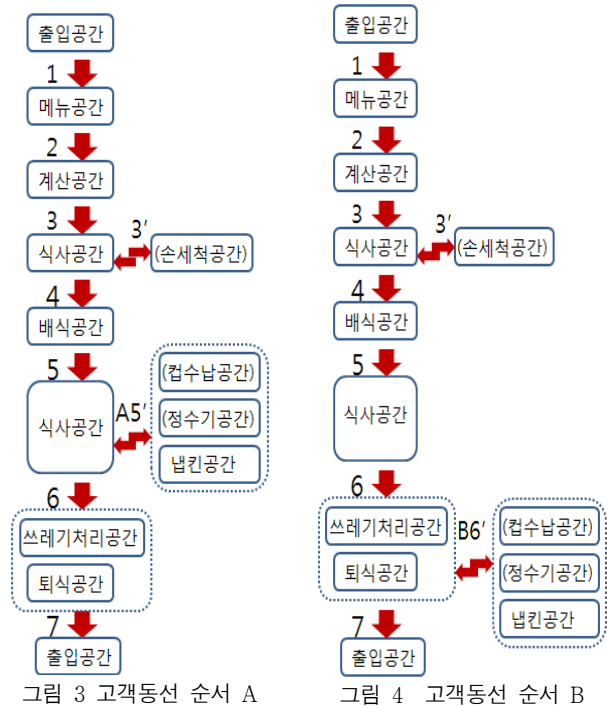 출입공간
1
메뉴공간
2
계산공간
3
3′
식사공간
(손세척공간)
4
배식공간
5
식사공간
A5′
(컵수납공간)
(정수기공간)
냅킨공간
6
쓰레기처리공간
퇴식공간
7
출입공간
그림 3 고객동선 순서 A
출입공간
1
메뉴공간
2
계산공간
3
3′
식사공간
(손세척공간)
4
배식공간
5
식사공간
6
쓰레기처리공간
퇴식공간
B6′
(컵수납공간)
(정수기공간)
냅킨공간
7
출입공간
그림 4 고객동선 순서 B